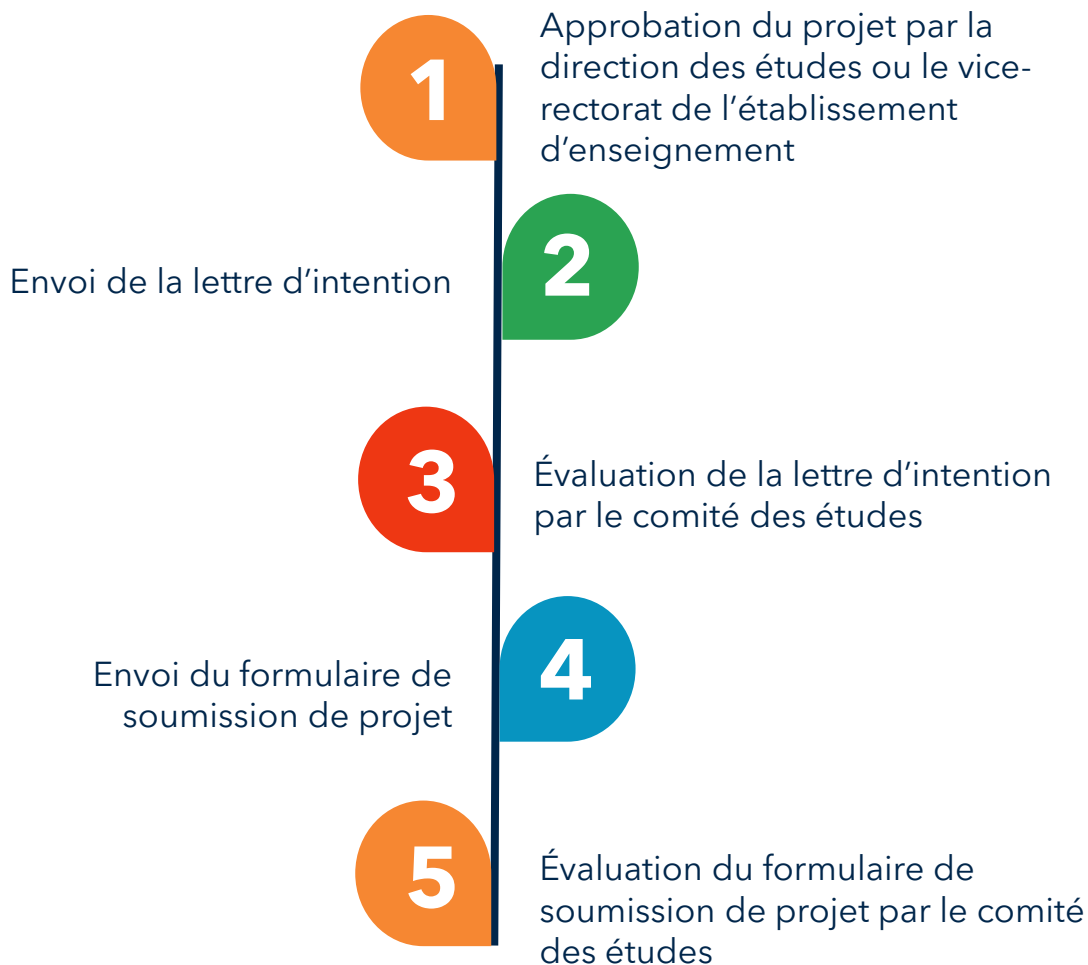 1
Approbation du projet par la
direction des études ou le vice-
rectorat de l'établissement
d'enseignement
2
Envoi de la lettre d'intention
3
Évaluation de la lettre d'intention
par le comité des études
4
Envoi du formulaire de
soumission de projet
5
Évaluation du formulaire de
soumission de projet par le comité
des études